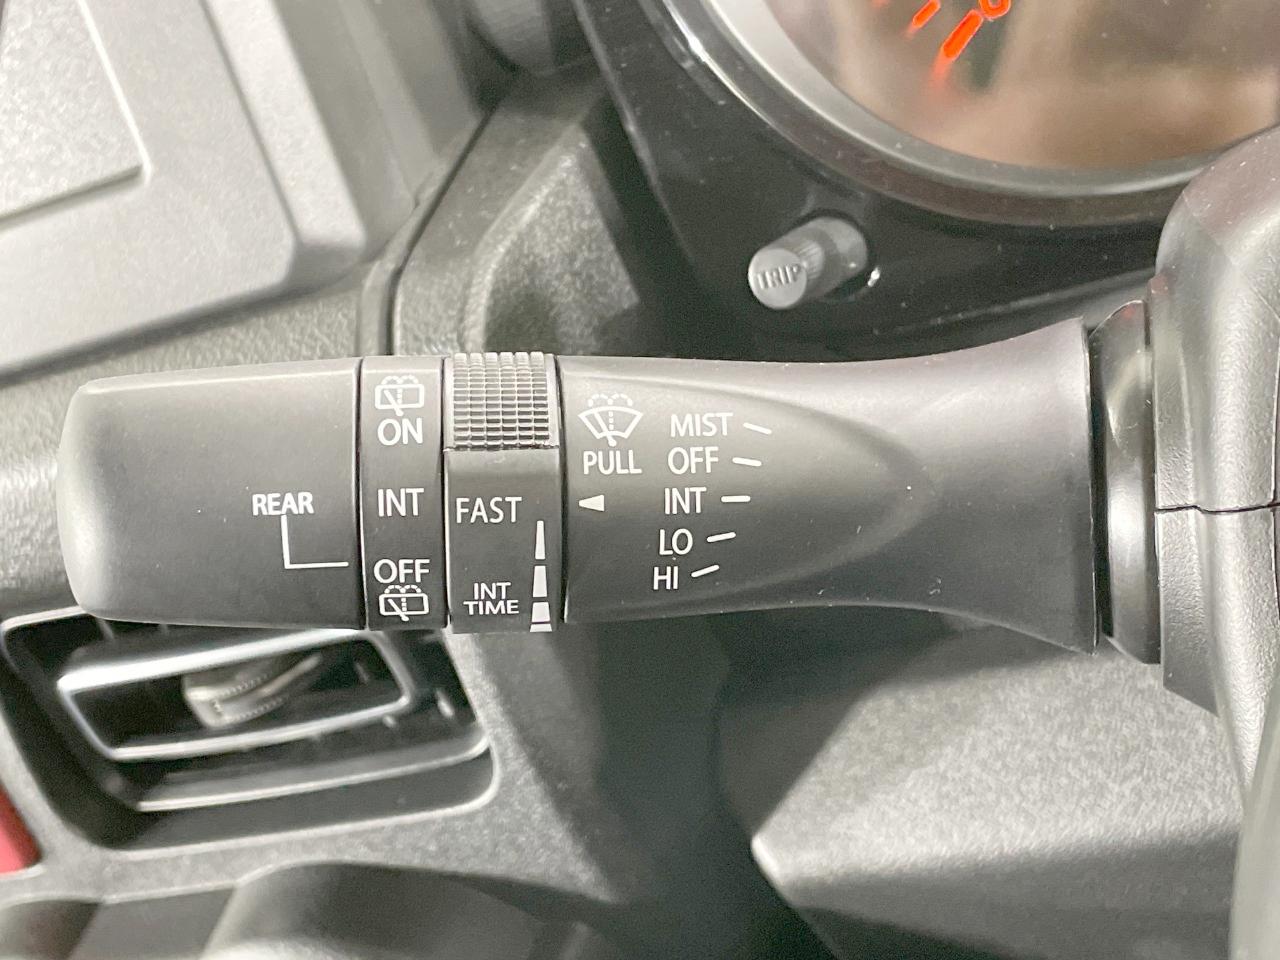 TRIP
ON
INT
OFF
REAR
FAST
INT
TIME
PULL
MIST
OFF
INT
LO
HI